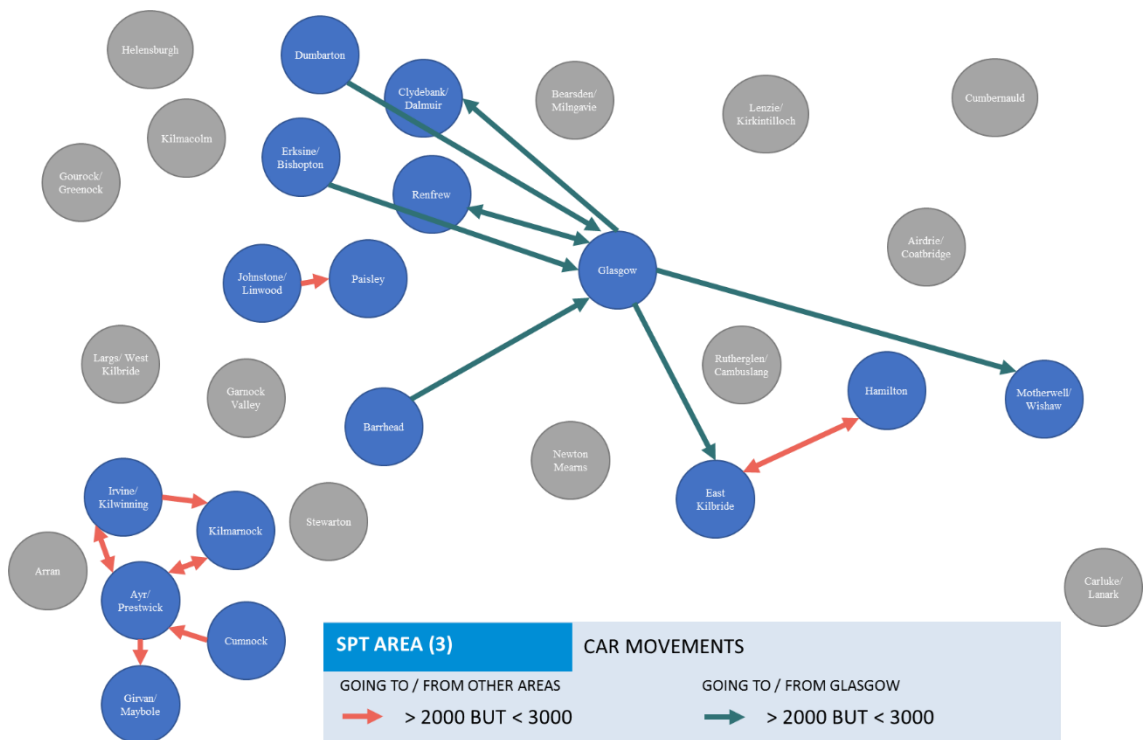 Helensburgh
Dumbarton
Clydebank/
Dalmuir
Bearsden/
Milngavie
Lenzie/
Kirkintilloch
Cumbernauld
Kilmacolm
Erksine/
Bishopton
Gourock/
Greenock
Renfrew
Airdrie/
Coatbridge
Glasgow
Johnstone/
Linwood
Paisley
Largs/ West
Kilbride
Garnock
Valley
Rutherglen/
Cambuslang
Hamilton
Motherwell/
Wishaw
Barrhead
Newton
Mearns
East
Kilbride
Irvine/
Kilwinning
Kilmarnock
Stewarton
Arran
Ayr/
Prestwick
Carluke/
Lanark
Cumnock
Girvan/
Maybole
SPT AREA (3)
CAR MOVEMENTS
GOING TO / FROM OTHER AREAS
GOING TO / FROM GLASGOW
> 2000 BUT < 3000
> 2000 BUT < 3000